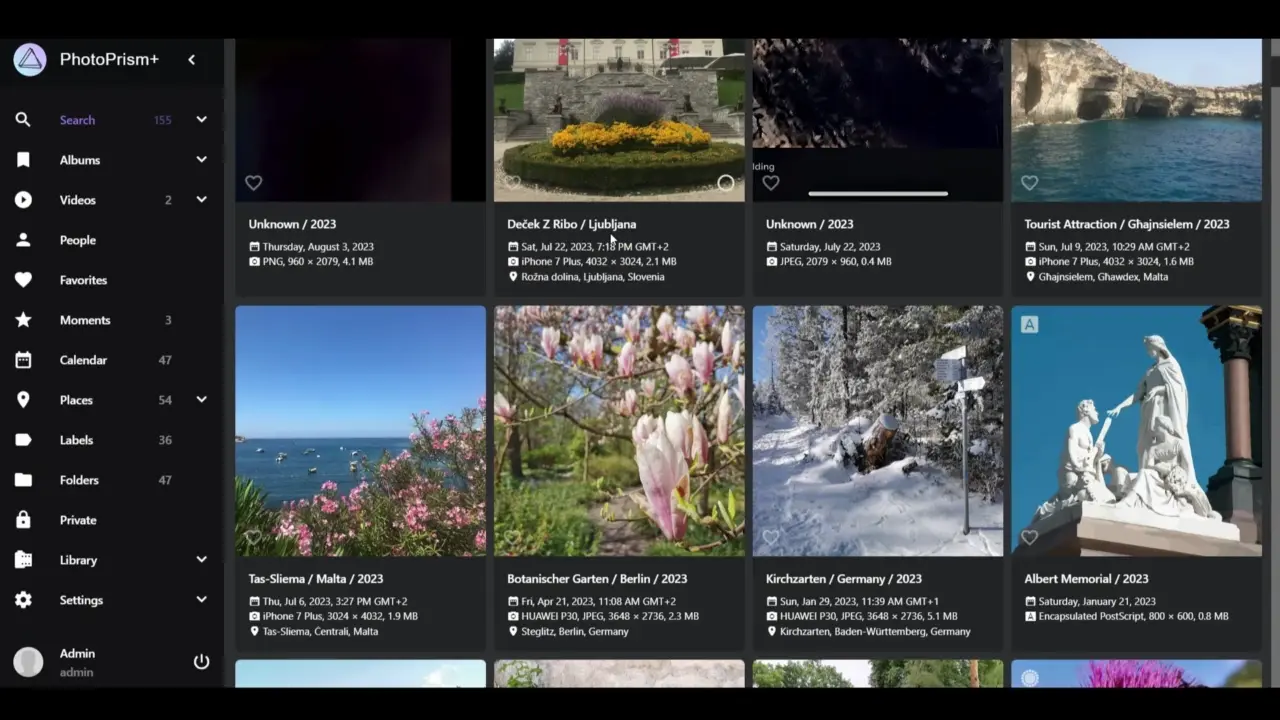 PhotoPrism+
Search 155
Albums
Videos 2
People
Favorites
Moments 3
Calendar 47
Places 54
Labels 36
Folders 47
Private
Library
Settings
Admin
admin
Unknown / 2023
Thursday, August 3, 2023
PNG, 960 × 2079, 4.1 MB
Deček Z Ribo / Ljubljana
Sat, Jul 22, 2023, 7:18 PM GMT+2
iPhone 7 Plus, 4032 × 3024, 2.1 MB
Rožna dolina, Ljubljana, Slovenia
lding
Unknown / 2023
Saturday, July 22, 2023
JPEG, 2079 × 960, 0.4 MB
Tourist Attraction / Għajnsielem / 2023
Sun, Jul 9, 2023, 10:29 AM GMT+2
iPhone 7 Plus, 4032 × 3024, 1.6 MB
Għajnsielem, Għawdex, Malta
Tas-Sliema / Malta / 2023
Thu, Jul 6, 2023, 3:27 PM GMT+2
iPhone 7 Plus, 3024 × 4032, 1.9 MB
Tas-Sliema, Ċentrali, Malta
Botanischer Garten / Berlin / 2023
Fri, Apr 21, 2023, 11:08 AM GMT+2
HUAWEI P30, JPEG, 3648 × 2736, 2.3 MB
Steglitz, Berlin, Germany
Kirchzarten / Germany / 2023
Sun, Jan 29, 2023, 11:39 AM GMT+1
HUAWEI P30, JPEG, 3648 × 2736, 5.1 MB
Kirchzarten, Baden-Württemberg, Germany
A
Albert Memorial / 2023
Saturday, January 21, 2023
A Encapsulated PostScript, 800 × 600, 0.8 MB